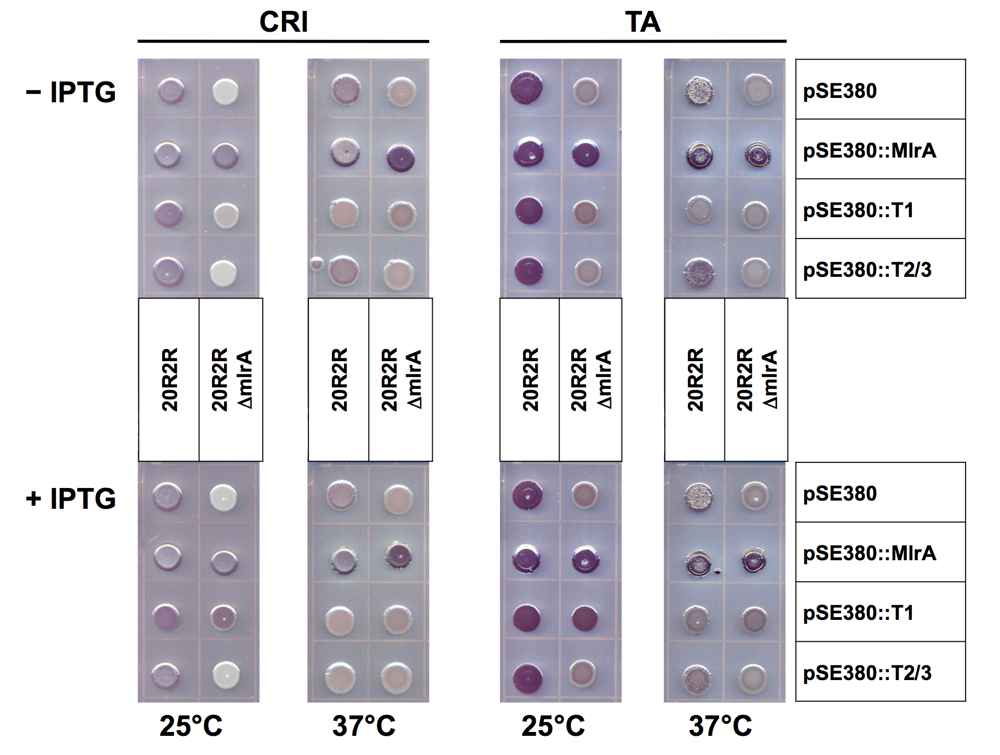 CRI
TA
− IPTG
pSE380
pSE380::MlrA
pSE380::T1
pSE380::T2/3
20R2R
20R2R
ΔmlrA
20R2R
20R2R
ΔmlrA
20R2R
20R2R
ΔmlrA
20R2R
20R2R
ΔmlrA
+ IPTG
pSE380
pSE380::MlrA
pSE380::T1
pSE380::T2/3
25°C
37°C
25°C
37°C